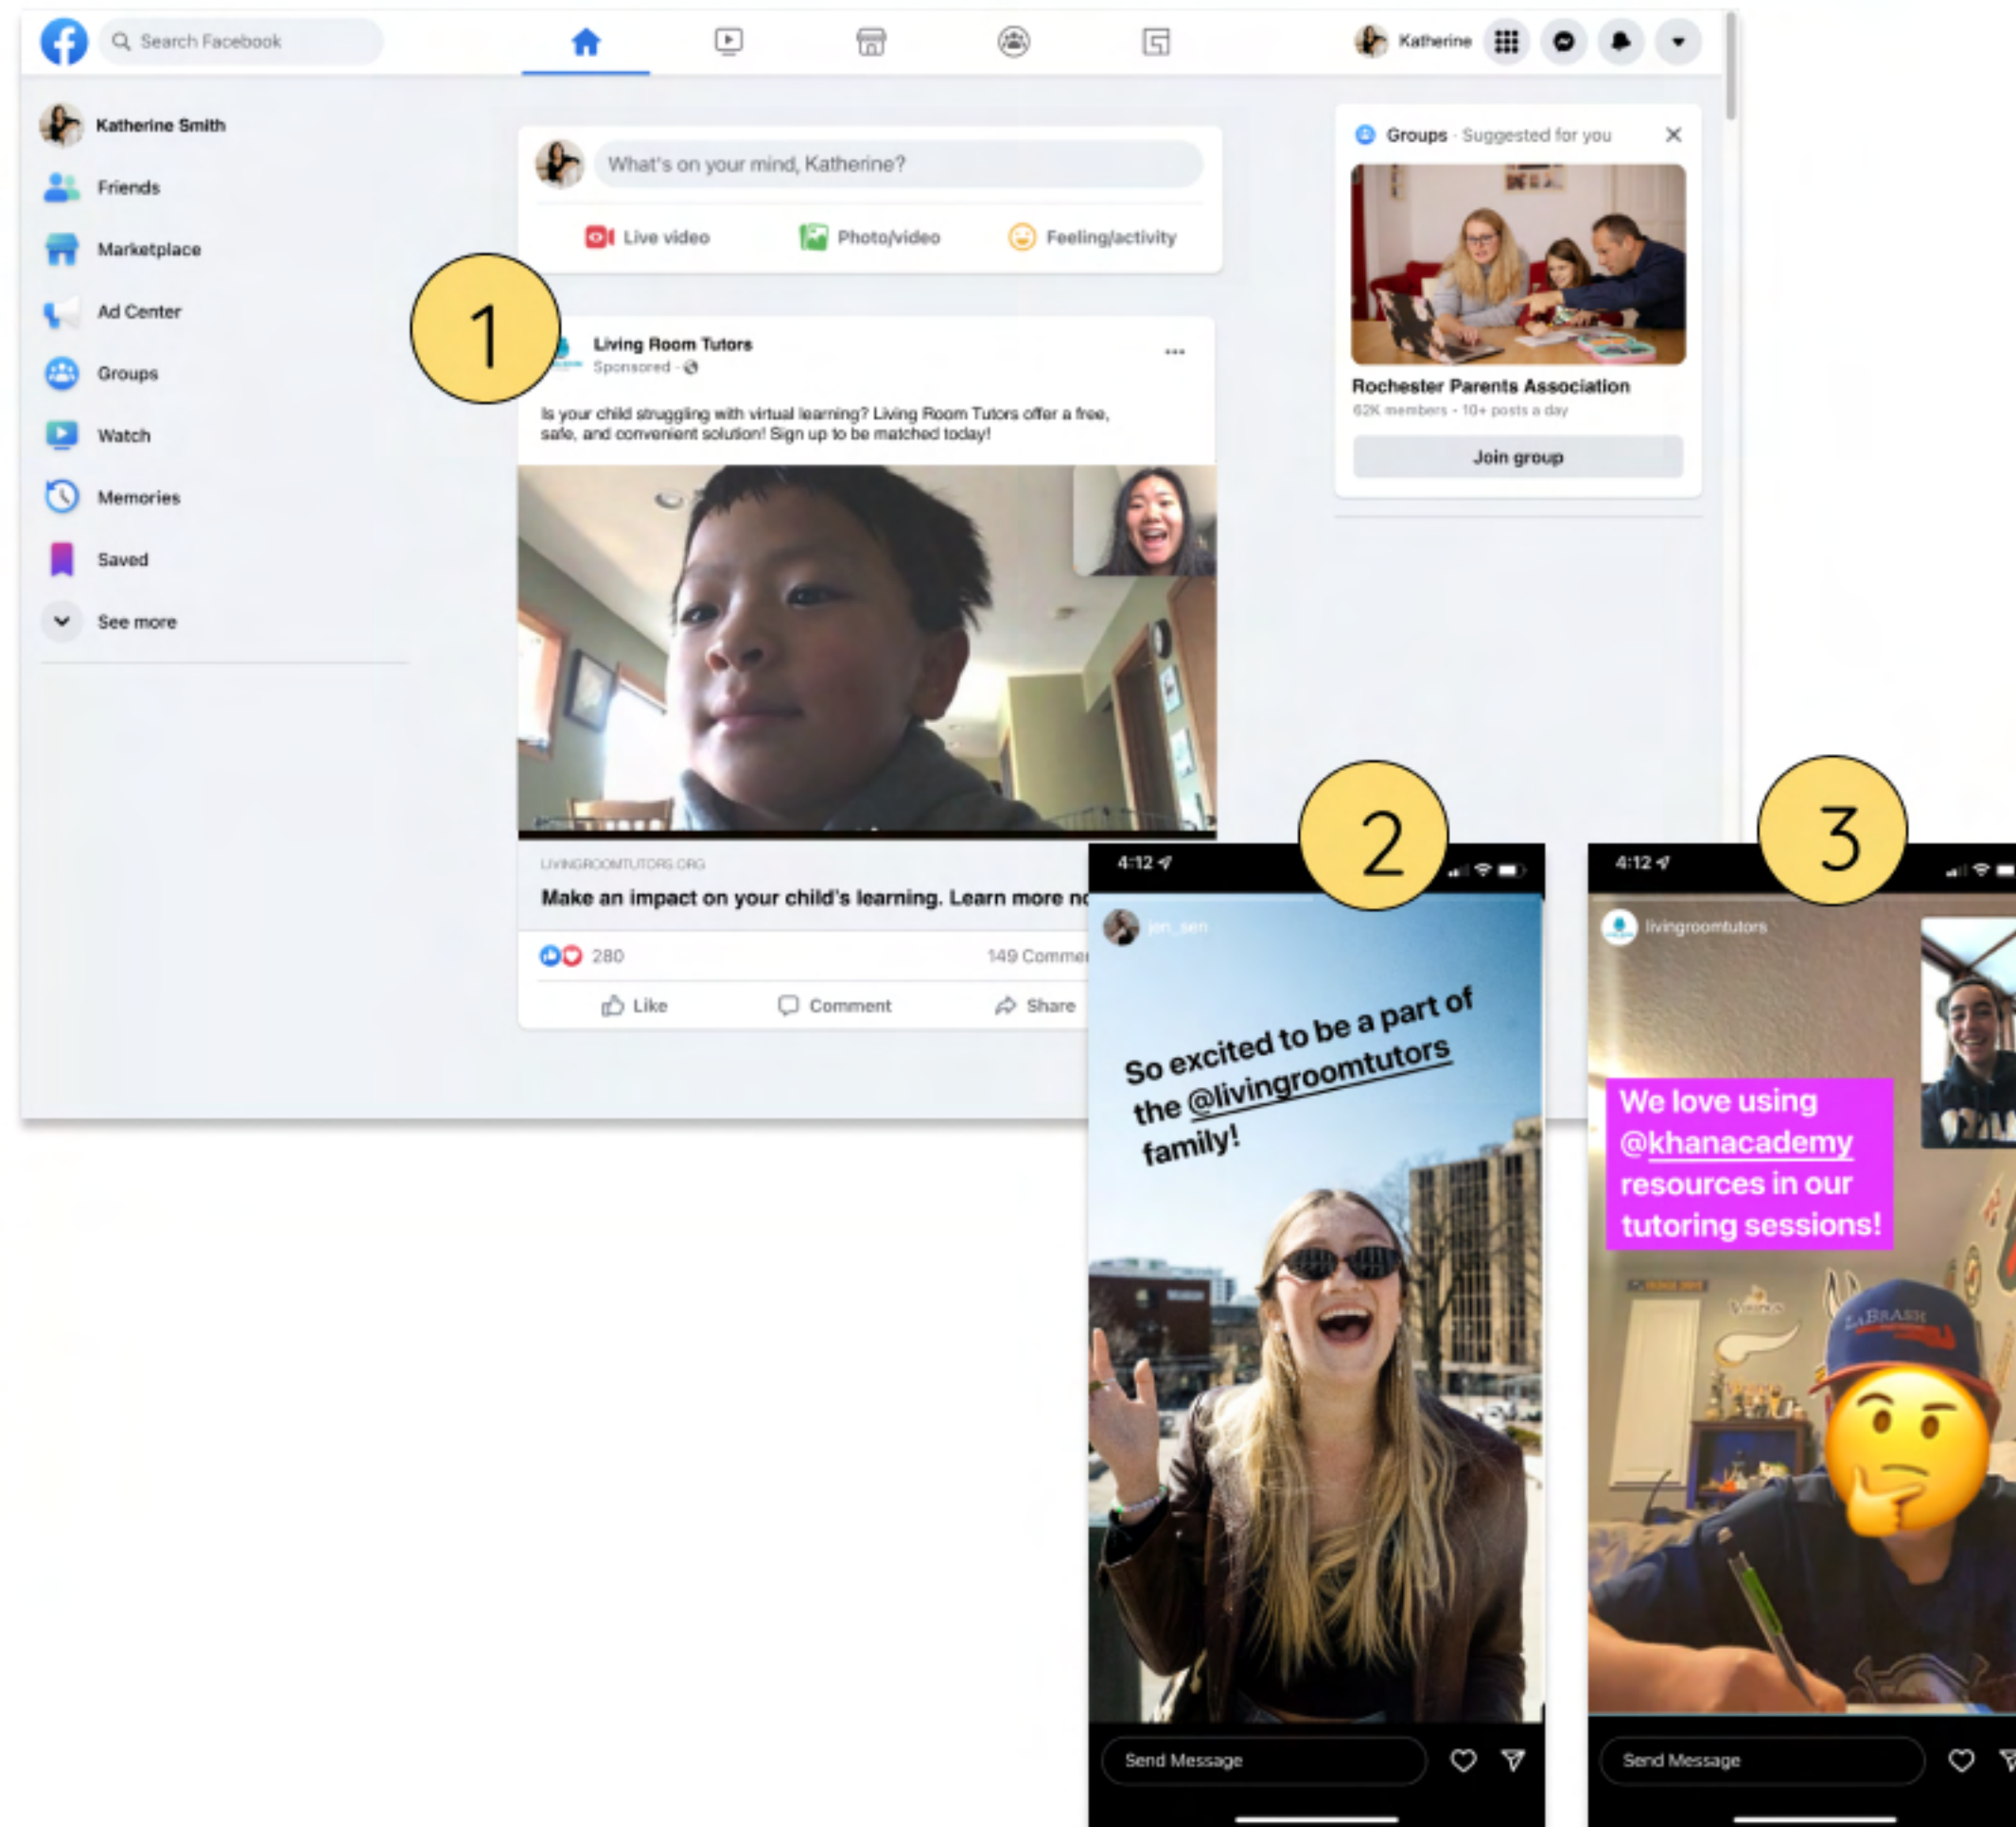 Search Facebook
Katherine
Katherine Smith
Friends
Marketplace
Ad Center
Groups
Watch
Memories
Saved
See more
What's on your mind, Katherine?
Live video
Photo/video
Feeling/activity
Groups · Suggested for you
Rochester Parents Association
62K members • 10+ posts a day
Join group
1
Living Room Tutors
Sponsored ·
Is your child struggling with virtual learning? Living Room Tutors offer a free,
safe, and convenient solution! Sign up to be matched today!
LIVINGROOMTUTORS.ORG
Make an impact on your child's learning. Learn more
280
149
Like
Comment
Share
2
4:12
jen_sen
So excited to be a part of
the @livingroomtutors
family!
Send Message
3
4:12
livingroomtutors
We love using
@khanacademy
resources in our
tutoring sessions!
LABRASH
Send Message